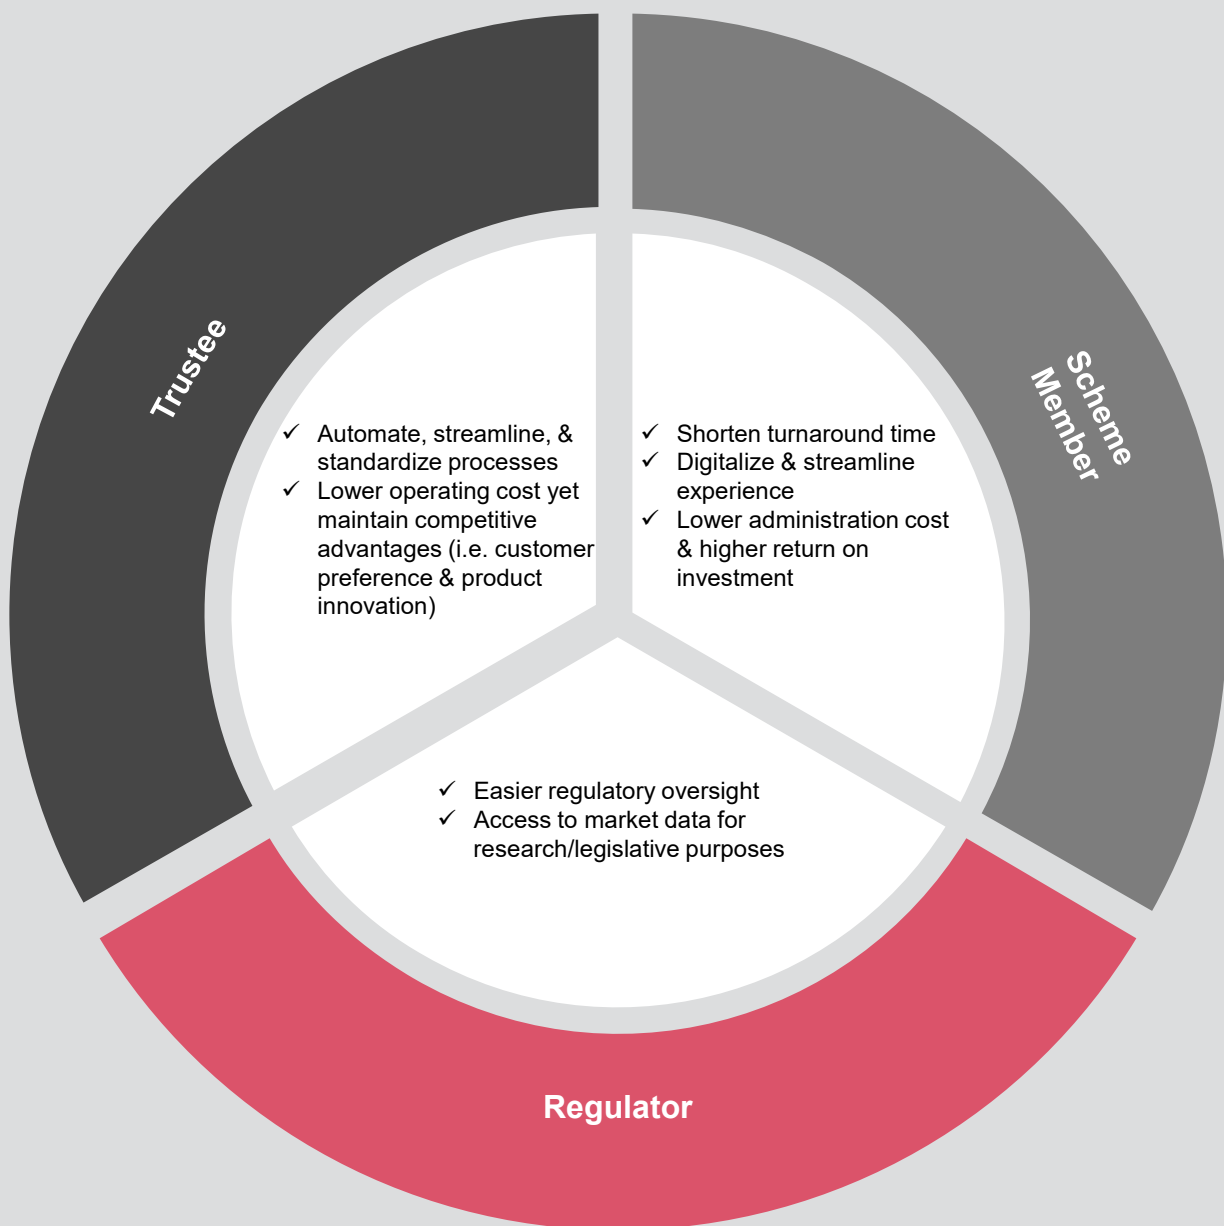 Trustee
✓ Automate, streamline, &
standardize processes
✓ Lower operating cost yet
maintain competitive
advantages (i.e. customer
preference & product
innovation)
Scheme
Member
✓ Shorten turnaround time
✓ Digitalize & streamline
experience
✓ Lower administration cost
& higher return on
investment
✓ Easier regulatory oversight
✓ Access to market data for
research/legislative purposes
Regulator